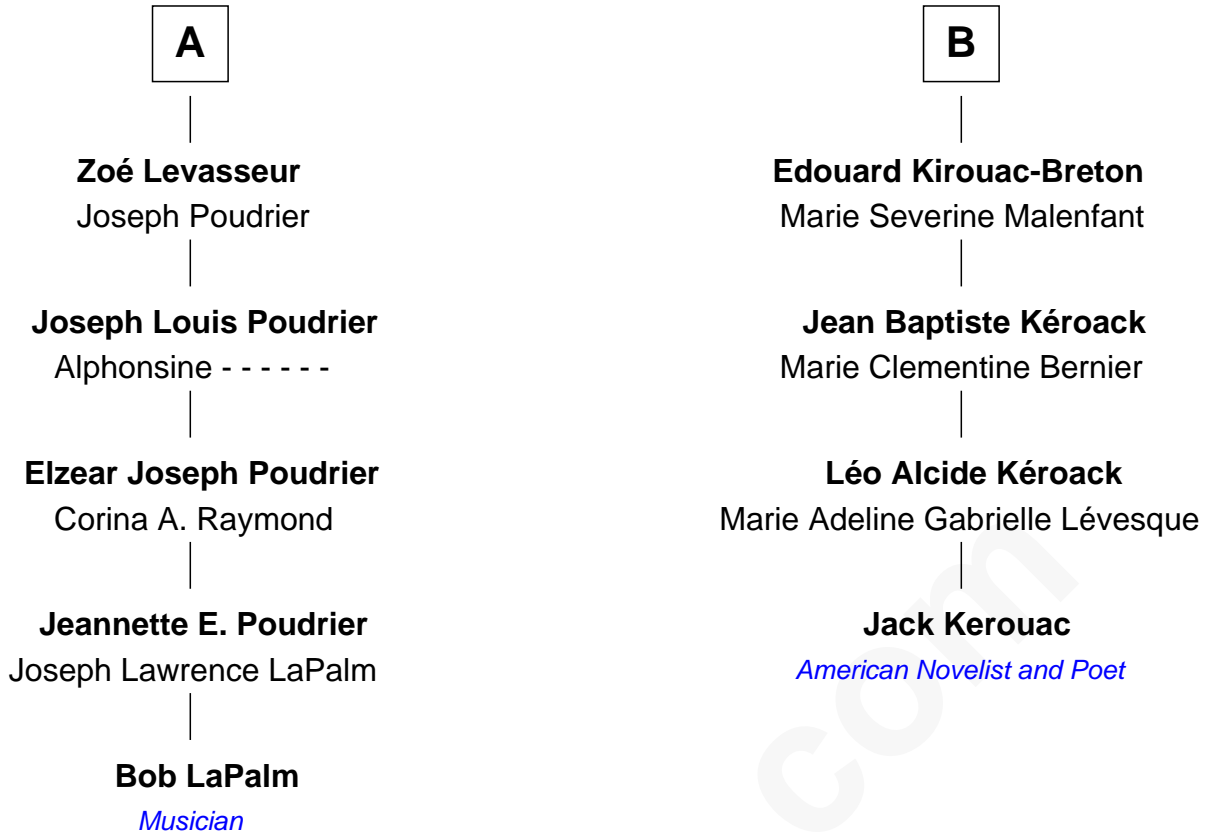 A
Zoé Levasseur
Joseph Poudrier
Joseph Louis Poudrier
Alphonsine - - - - - -
Elzear Joseph Poudrier
Corina A. Raymond
Jeannette E. Poudrier
Joseph Lawrence LaPalm
Bob LaPalm
Musician
B
Edouard Kirouac-Breton
Marie Severine Malenfant
Jean Baptiste Kéroack
Marie Clementine Bernier
Léo Alcide Kéroack
Marie Adeline Gabrielle Lévesque
Jack Kerouac
American Novelist and Poet
com